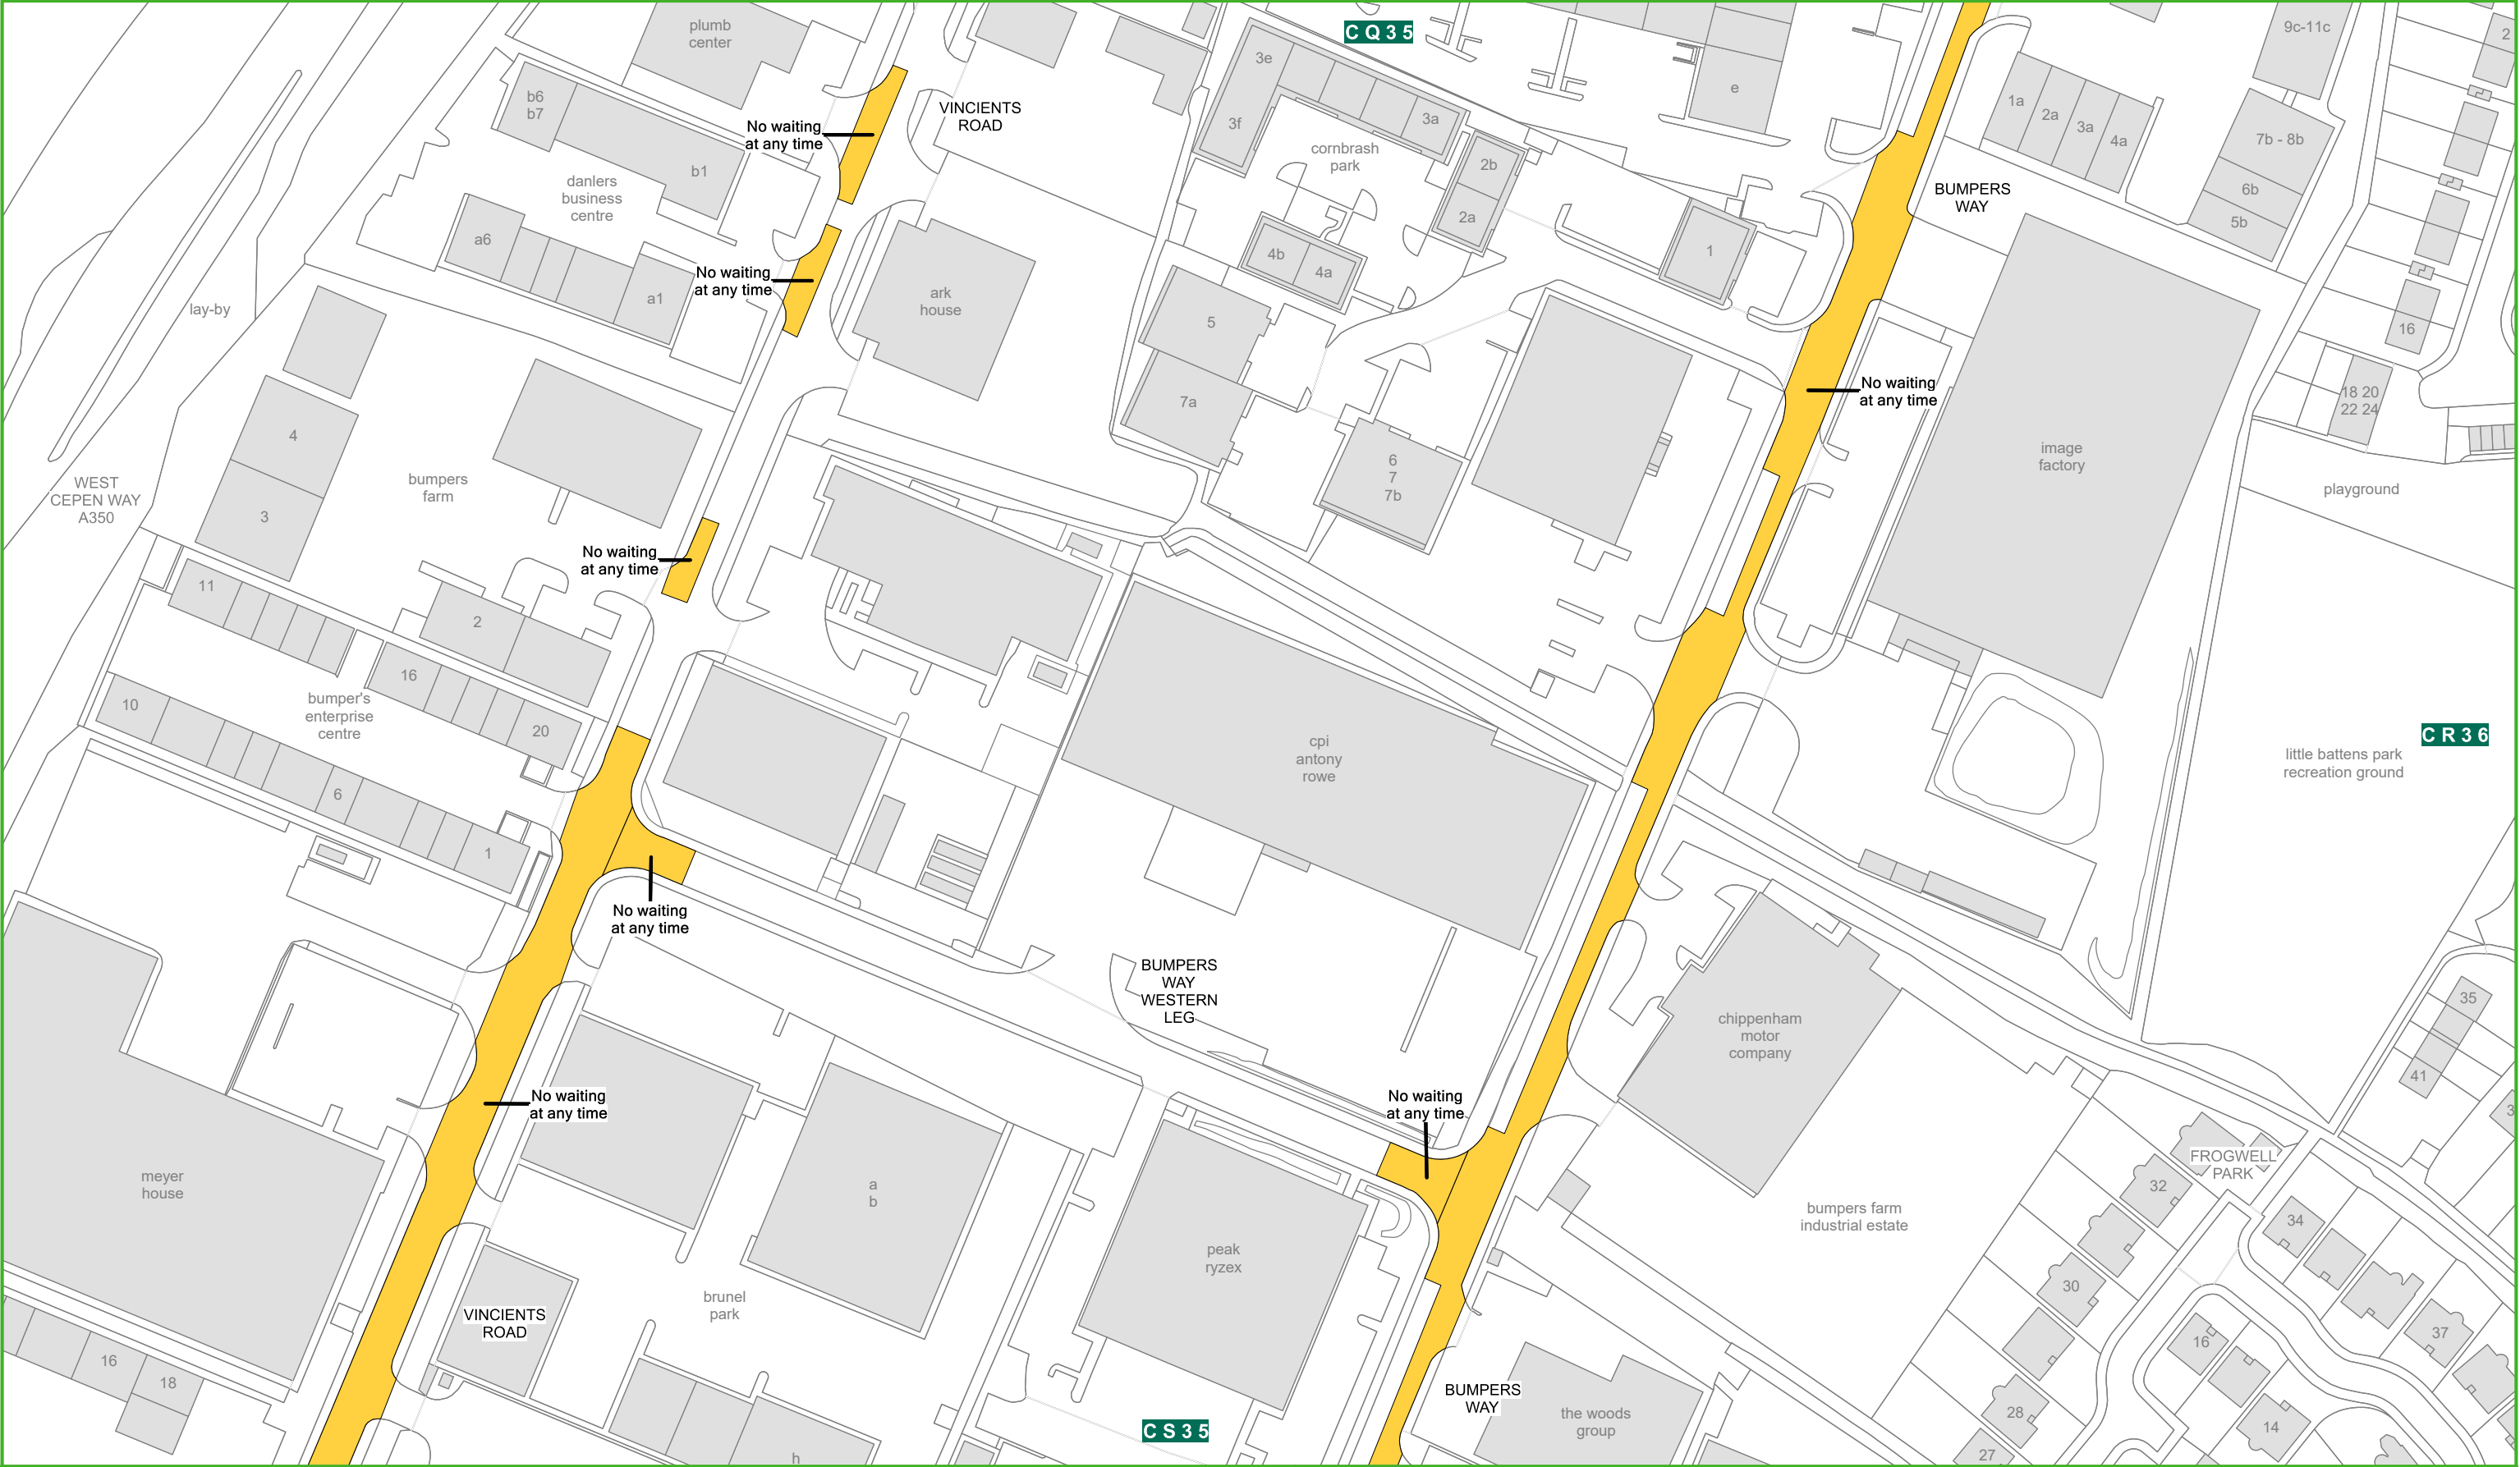 plumb
center
C Q 3 5
3e
3a
3f
e
9c-11c
2
b6
b7
No waiting
at any time
VINCIENTS
ROAD
cornbrash
park
1a
2a
3a
4a
7b - 8b
6b
5b
b1
danlers
business
centre
2b
2a
BUMPERS
WAY
a6
a1
No waiting
at any time
4b
4a
1
lay-by
ark
house
5
16
7a
No waiting
at any time
18 20
22 24
4
image
factory
6
7
7b
WEST
CEPEN WAY
A350
bumpers
farm
playground
3
No waiting
at any time
11
2
16
bumper's
enterprise
centre
10
20
cpi
antony
rowe
C R 3 6
little battens park
recreation ground
6
1
No waiting
at any time
BUMPERS
WAY
WESTERN
LEG
chippenham
motor
company
35
41
3
No waiting
at any time
No waiting
at any time
FROGWELL
PARK
meyer
house
a
b
32
bumpers farm
industrial estate
34
peak
ryzex
30
brunel
park
VINCIENTS
ROAD
16
37
16
18
BUMPERS
WAY
the woods
group
28
14
C S 3 5
h
27